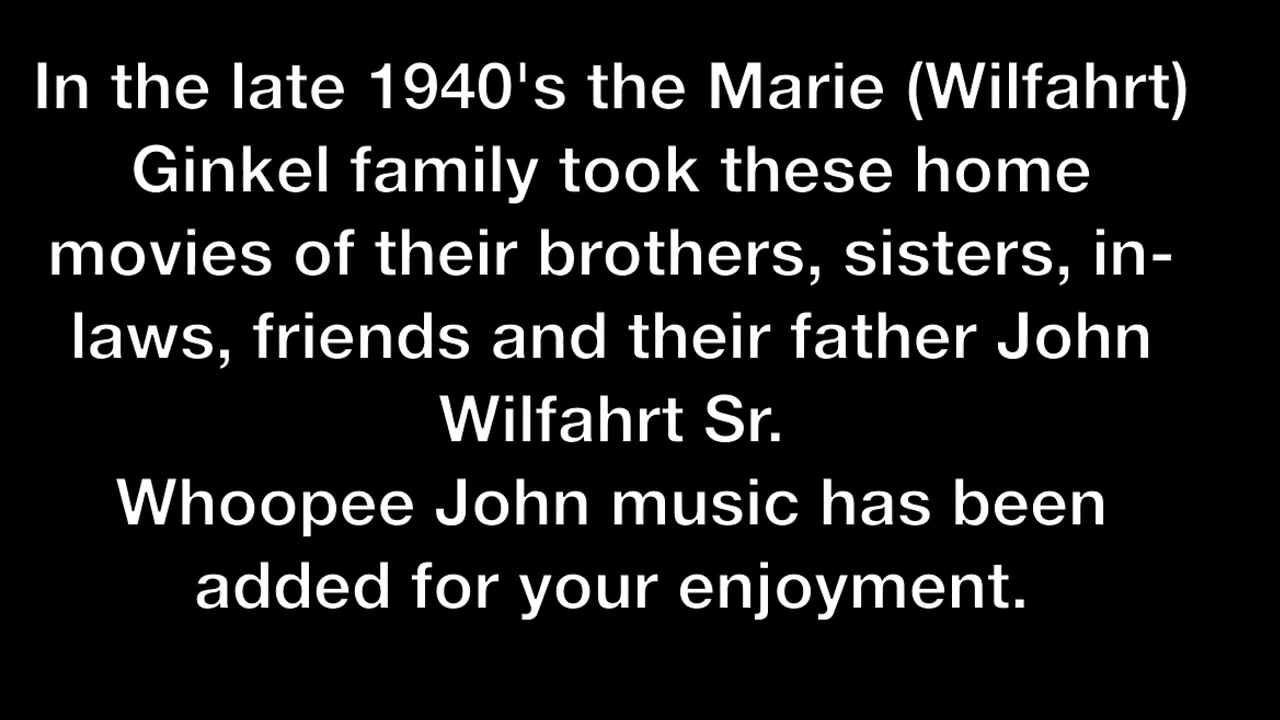 In the late 1940's the Marie (Wilfahrt)
Ginkel family took these home
movies of their brothers, sisters, in-
laws, friends and their father John
Wilfahrt Sr.
Whoopee John music has been
added for your enjoyment.